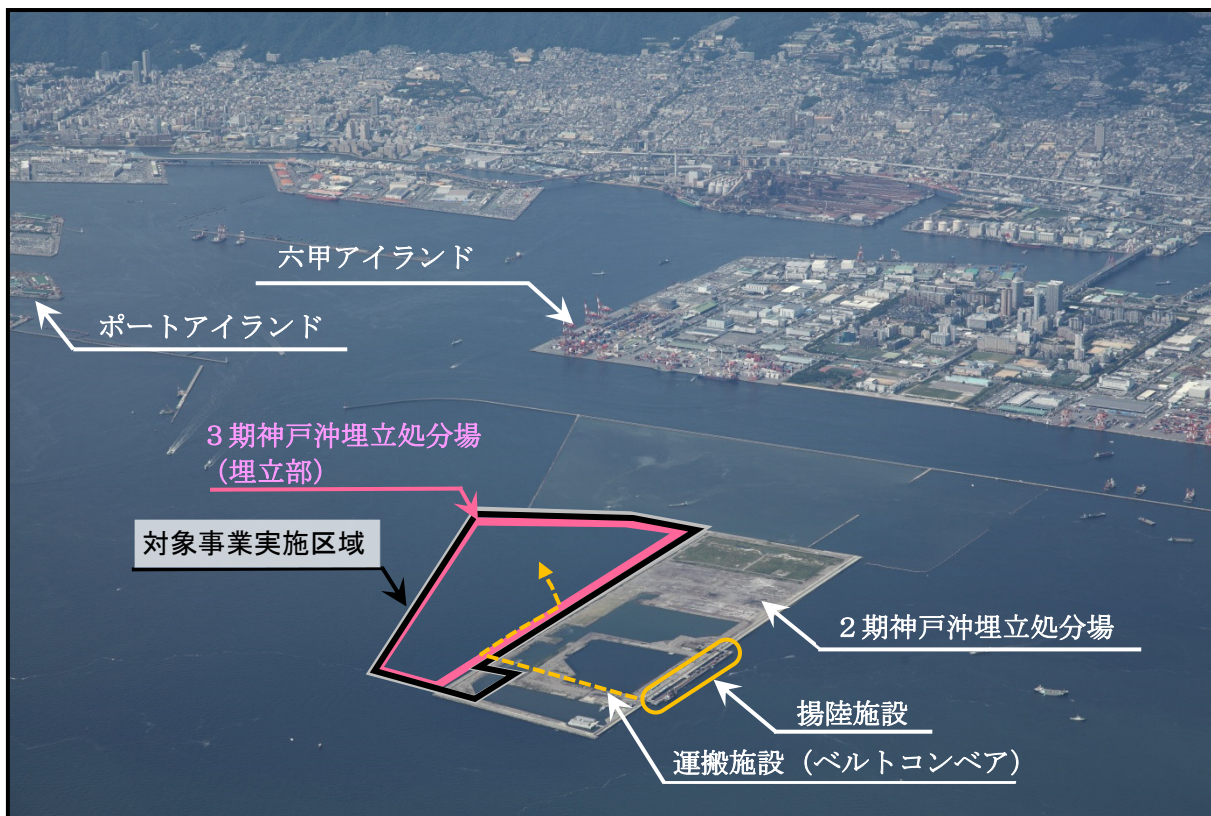 六甲アイランド
ポートアイランド
３期神戸沖埋立処分場
（埋立部）
対象事業実施区域
２期神戸沖埋立処分場
揚陸施設
運搬施設（ベルトコンベア）